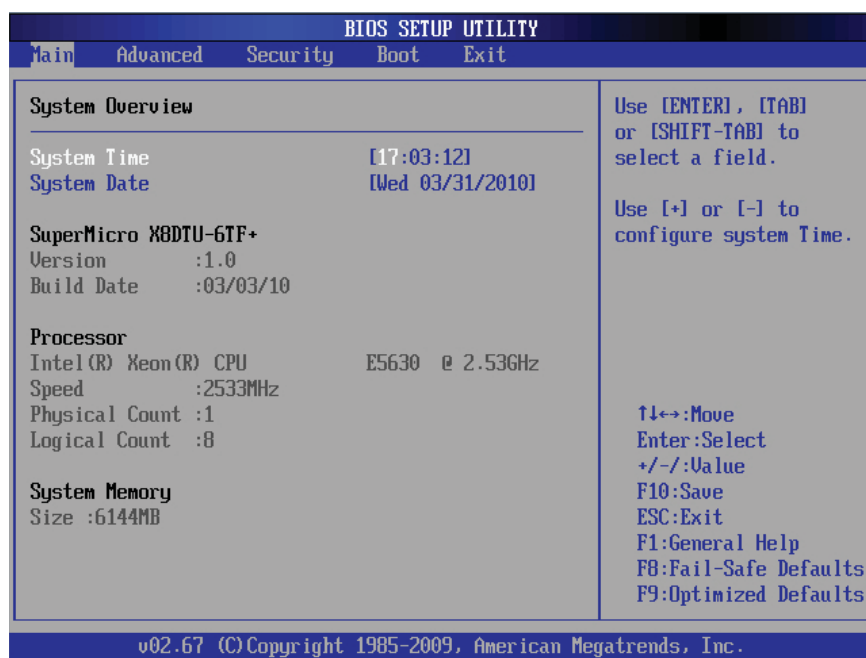 BIOS SETUP UTILITY
Main Advanced Security Boot Exit
System Overview
System Time [17:03:12]
System Date [Wed 03/31/2010]
SuperMicro X8DTU-6TF+
Version :1.0
Build Date :03/03/10
Processor
Intel(R) Xeon(R) CPU E5630 @ 2.53GHz
Speed :2533MHz
Physical Count :1
Logical Count :8
System Memory
Size :6144MB
Use [ENTER], [TAB]
or [SHIFT-TAB] to
select a field.
Use [+] or [-] to
configure system Time.
↑↓←→:Move
Enter:Select
+/-/:Value
F10:Save
ESC:Exit
F1:General Help
F8:Fail-Safe Defaults
F9:Optimized Defaults
v02.67 (C)Copyright 1985-2009, American Megatrends, Inc.